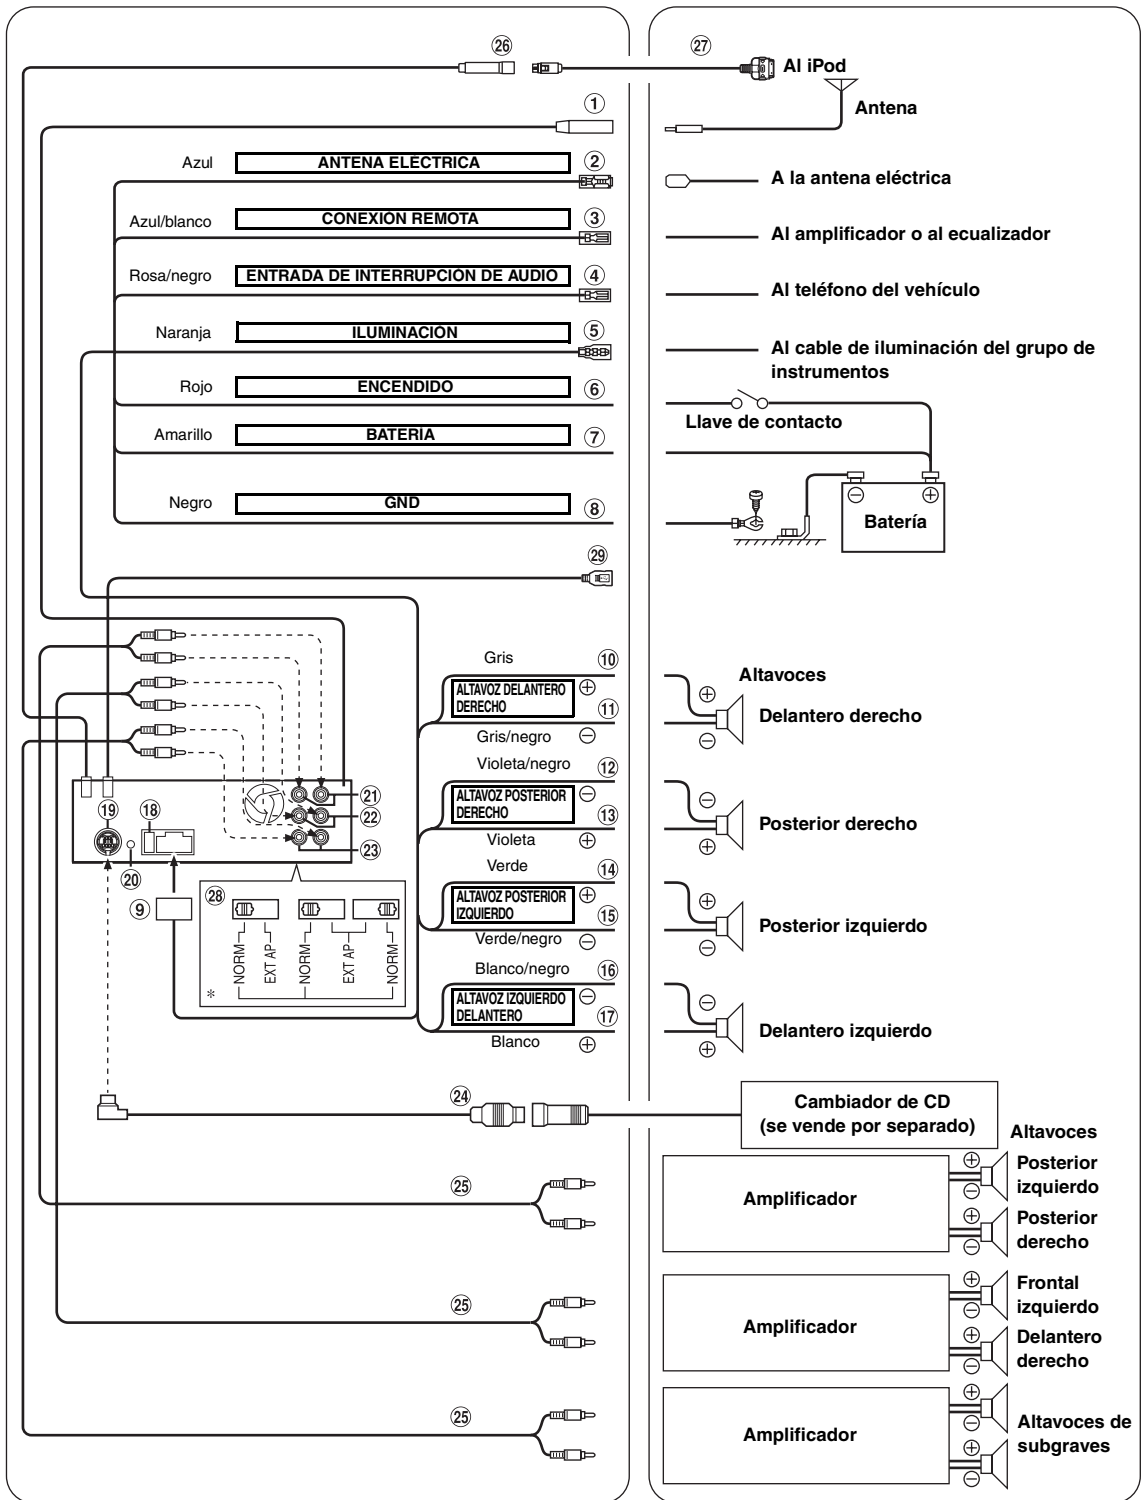 ㉖
㉗
Al iPod
①
Antena
Azul
ANTENA ELÉCTRICA
②
A la antena eléctrica
Azul/blanco
CONEXIÓN REMOTA
③
Al amplificador o al ecualizador
Rosa/negro
ENTRADA DE INTERRUPCIÓN DE AUDIO
④
Al teléfono del vehículo
Naranja
ILUMINACIÓN
⑤
Al cable de iluminación del grupo de
instrumentos
Rojo
ENCENDIDO
⑥
Llave de contacto
Amarillo
BATERÍA
⑦
Negro
GND
⑧
⊖
⊕
Batería
㉙
Gris
⑩
Altavoces
ALTAVOZ DELANTERO
DERECHO
⊕
⑪
⊕
Delantero derecho
Gris/negro
⊖
⊖
Violeta/negro
⑫
ALTAVOZ POSTERIOR
DERECHO
⊖
⑬
⊖
Posterior derecho
Violeta
⊕
⊕
Verde
⑭
ALTAVOZ POSTERIOR
IZQUIERDO
⊕
⑮
⊕
Posterior izquierdo
Verde/negro
⊖
⊖
Blanco/negro
⑯
ALTAVOZ IZQUIERDO
DELANTERO
⊖
⑰
⊖
Delantero izquierdo
Blanco
⊕
⊕
⑲
⑱
㉑
㉒
㉓
⑳
⑨
㉘
NORM
EXT AP
NORM
EXT AP
NORM
*
㉔
Cambiador de CD
(se vende por separado)
Altavoces
㉕
Amplificador
⊕
⊖
Posterior
izquierdo
⊕
⊖
Posterior
derecho
㉕
Amplificador
⊕
⊖
Frontal
izquierdo
⊕
⊖
Delantero
derecho
㉕
Amplificador
⊕
⊖
⊕
⊖
Altavoces de
subgraves